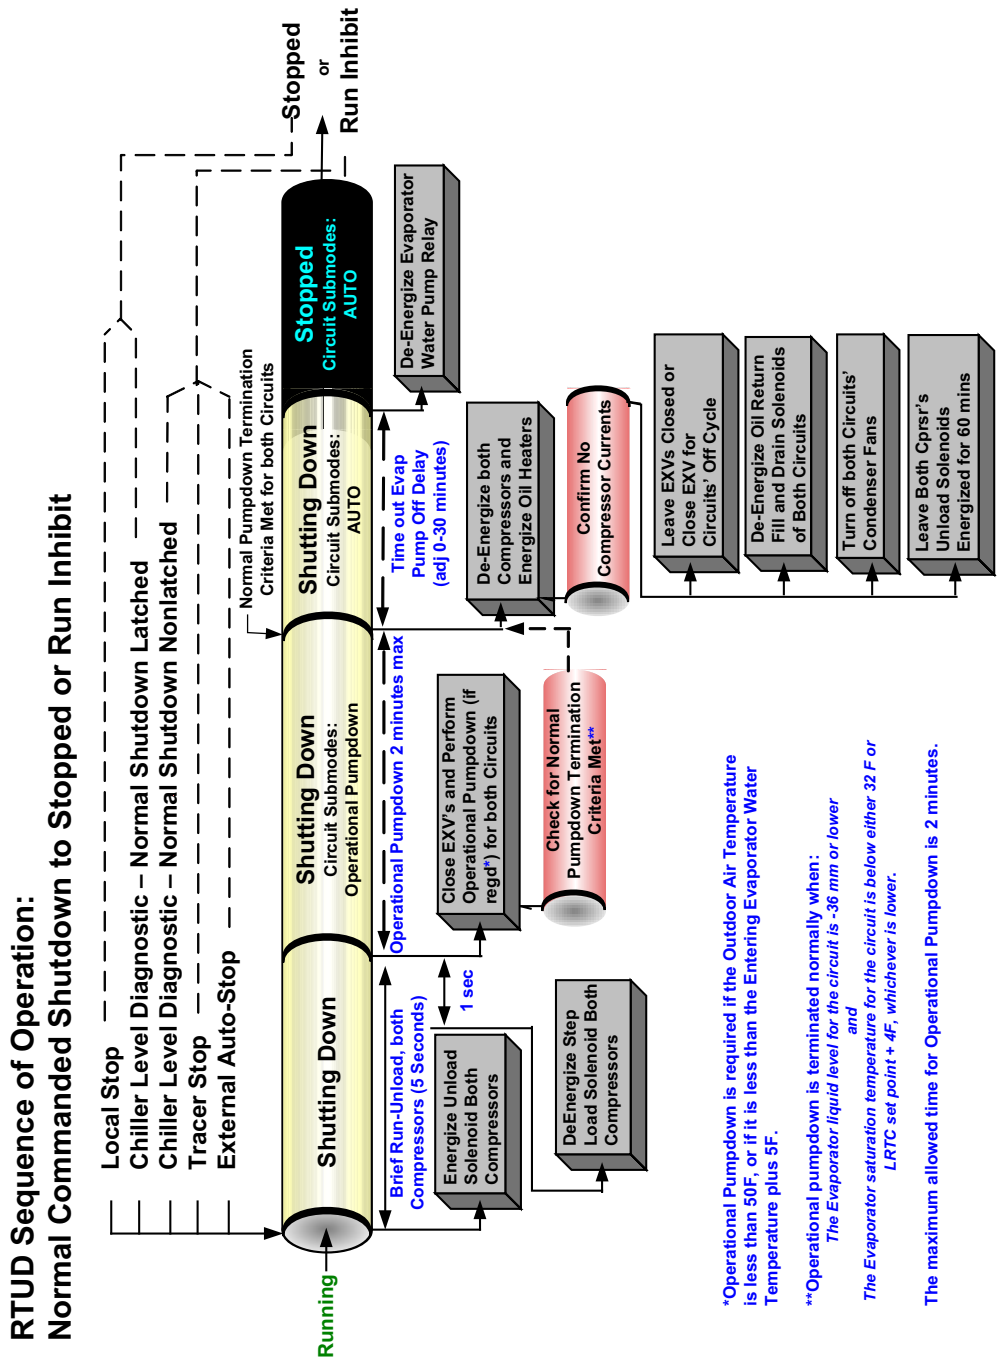 RTUD Sequence of Operation:
Normal Commanded Shutdown to Stopped or Run Inhibit
Local Stop
Chiller Level Diagnostic – Normal Shutdown Latched
Chiller Level Diagnostic – Normal Shutdown Nonlatched
Tracer Stop
External Auto-Stop
Stopped
or
Run Inhibit
Normal Pumpdown Termination
Criteria Met for both Circuits
Running
Shutting Down
Shutting Down
Circuit Submodes:
Operational Pumpdown
Shutting Down
Circuit Submodes:
AUTO
Stopped
Circuit Submodes:
AUTO
Brief Run-Unload, both
Compressors (5 Seconds)
Operational Pumpdown 2 minutes max
Time out Evap
Pump Off Delay
(adj 0-30 minutes)
De-Energize Evaporator
Water Pump Relay
Energize Unload
Solenoid Both
Compressors
1 sec
Close EXV's and Perform
Operational Pumpdown (if
reqd*) for both Circuits
De-Energize both
Compressors and
Energize Oil Heaters
DeEnergize Step
Load Solenoid Both
Compressors
Check for Normal
Pumpdown Termination
Criteria Met**
Confirm No
Compressor Currents
Leave EXVs Closed or
Close EXV for
Circuits' Off Cycle
De-Energize Oil Return
Fill and Drain Solenoids
of Both Circuits
Turn off both Circuits'
Condenser Fans
Leave Both Cprsr's
Unload Solenoids
Energized for 60 mins
*Operational Pumpdown is required if the Outdoor Air Temperature
is less than 50F, or if it is less than the Entering Evaporator Water
Temperature plus 5F.
**Operational pumpdown is terminated normally when:
The Evaporator liquid level for the circuit is -36 mm or lower
and
The Evaporator saturation temperature for the circuit is below either 32 F or
LRTC set point + 4F, whichever is lower.
The maximum allowed time for Operational Pumpdown is 2 minutes.